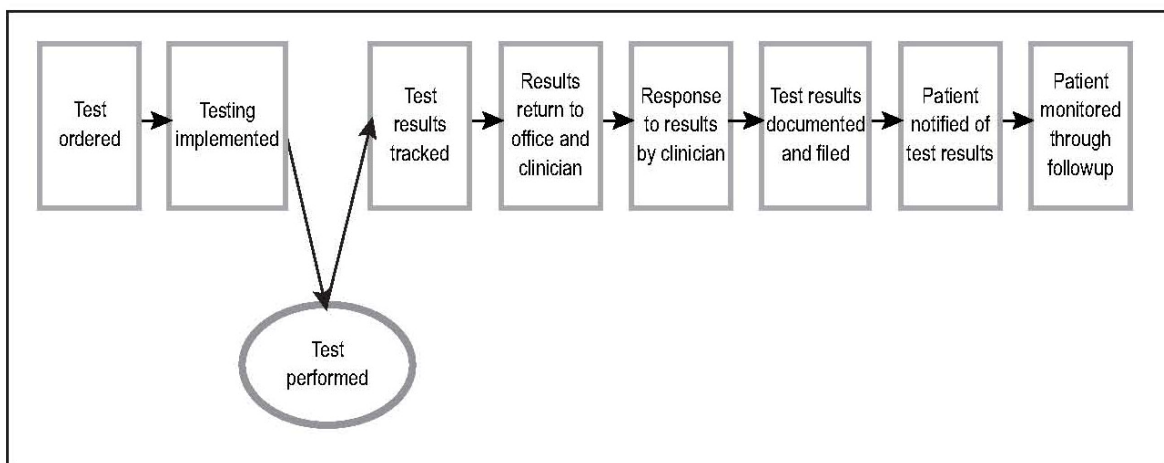 Test
ordered
Testing
implemented
Test
performed
Test
results
tracked
Results
return to
office and
clinician
Response
to results
by clinician
Test results
documented
and filed
Patient
notified of
test results
Patient
monitored
through
followup